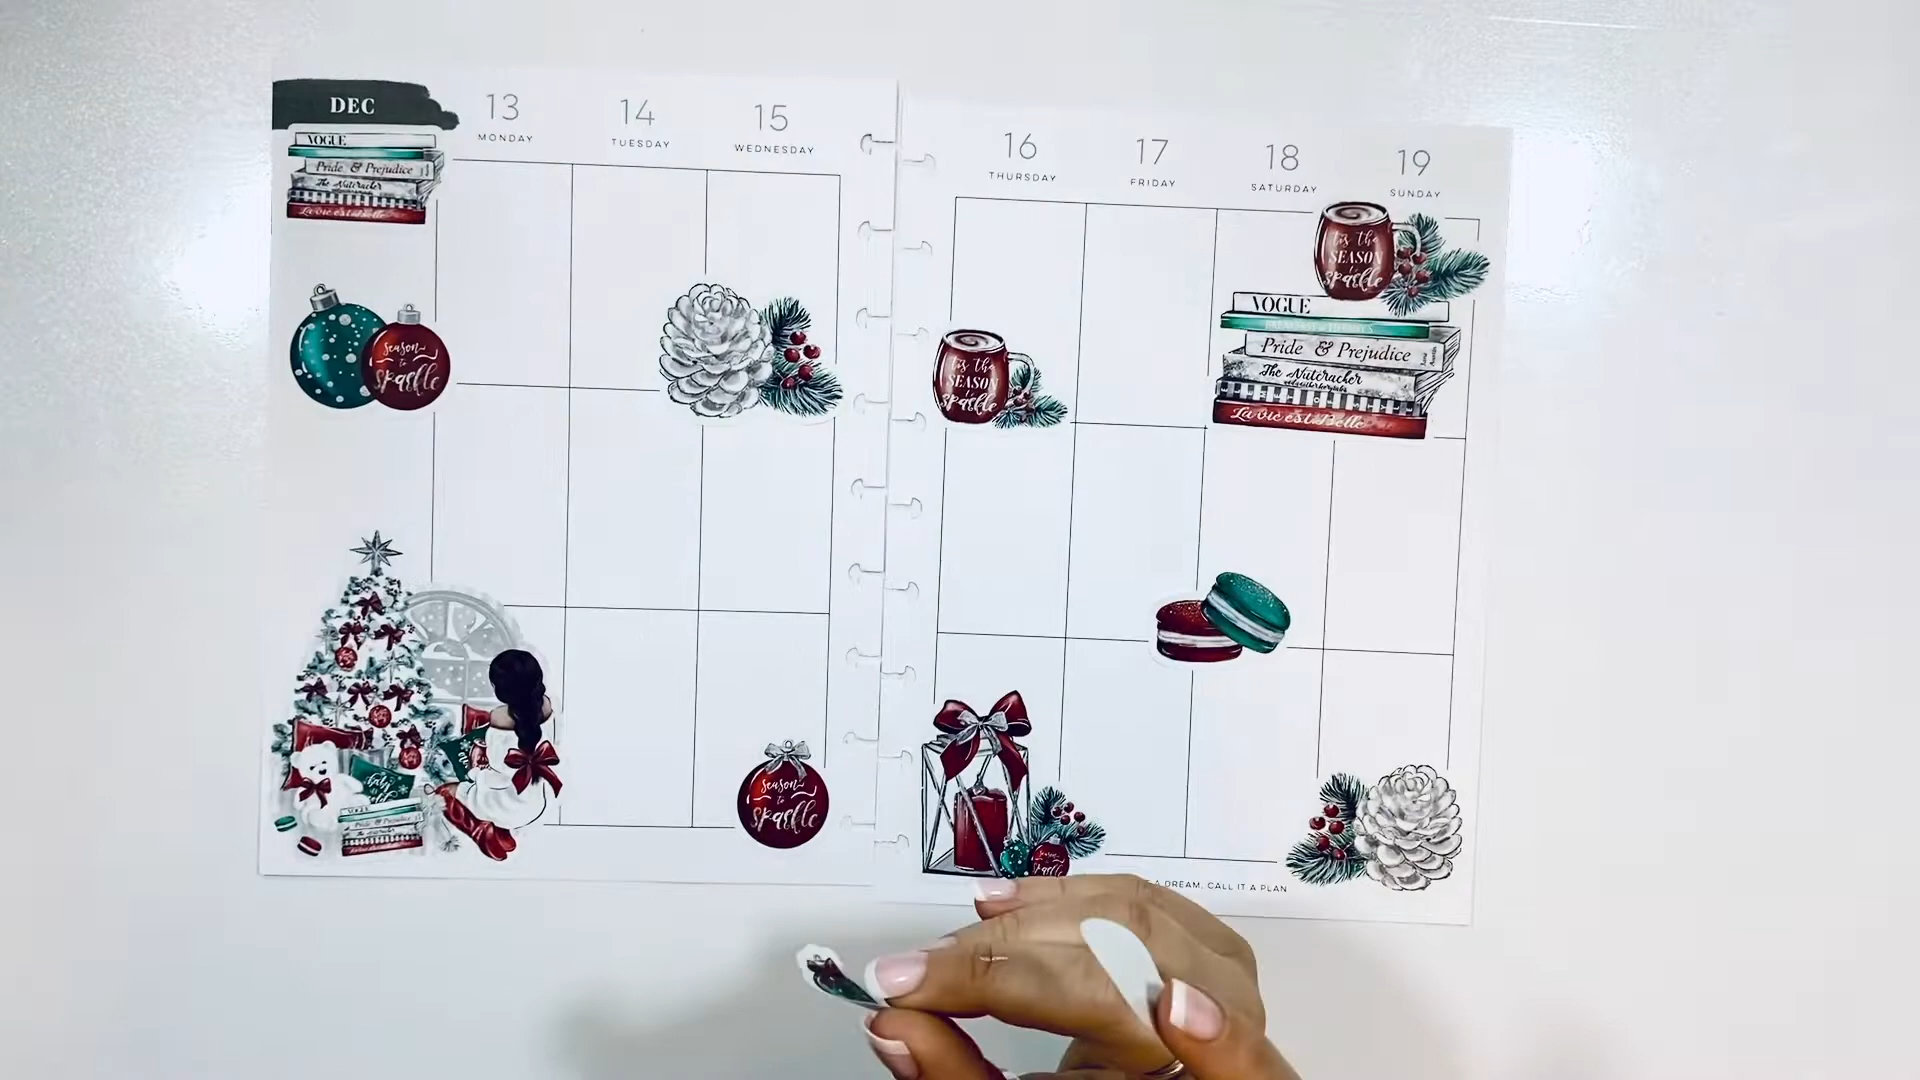 DEC
13
MONDAY
14
TUESDAY
15
WEDNESDAY
16
THURSDAY
17
FRIDAY
18
SATURDAY
19
SUNDAY
VOGUE
Pride & Prejudice
The Nutcracker
La vie est Belle
season
to
sparkle
'tis the
SEASON
to
sparkle
'tis the
SEASON
to
sparkle
VOGUE
Pride & Prejudice
The Nutcracker
La vie est Belle
season
to
sparkle
A DREAM, CALL IT A PLAN